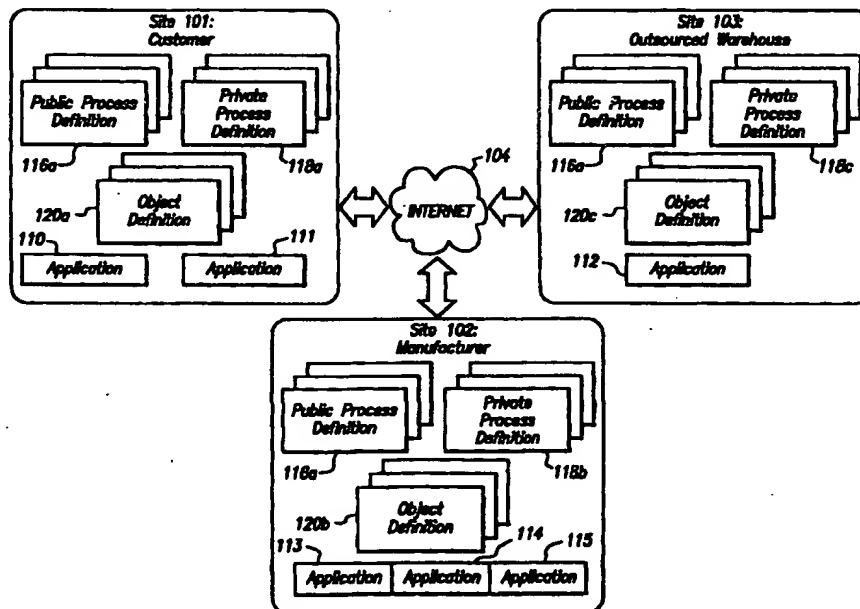 Site 101:
Customer
Public Process
Definition
Private
Process
Definition
116a
118a
Object
Definition
120a
110
111
Application
Application
104
INTERNET
Site 103:
Outsourced Warehouse
Public Process
Definition
Private
Process
Definition
116a
118c
Object
Definition
120c
112
Application
Site 102:
Manufacturer
Public Process
Definition
Private
Process
Definition
116a
118b
Object
Definition
120b
113
114
115
Application
Application
Application